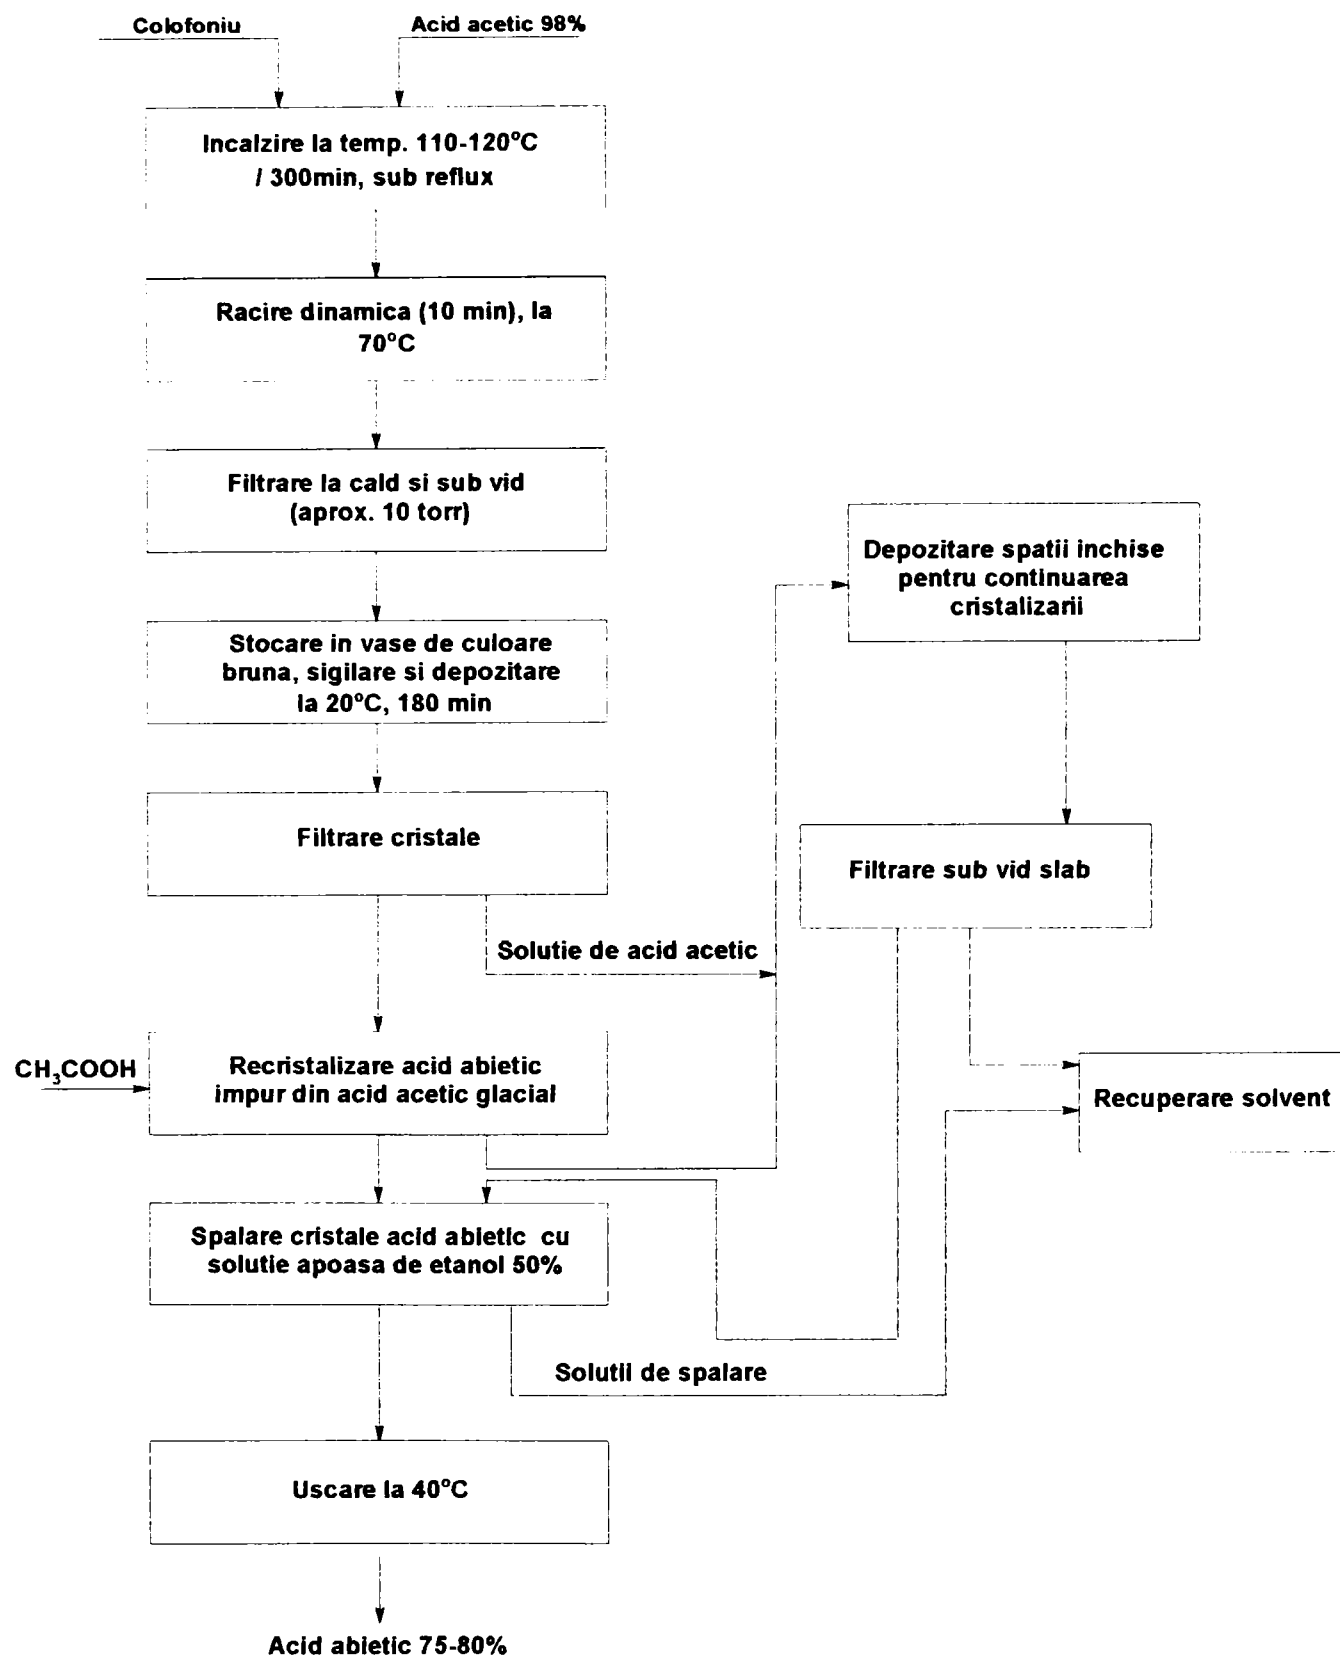 Colofoniu
Acid acetic 98%
Incalzire la temp. 110-120°C
/ 300min, sub reflux
Racire dinamica (10 min), la
70°C
Filtrare la cald si sub vid
(aprox. 10 torr)
Depozitare spatii inchise
pentru continuarea
cristalizarii
Stocare in vase de culoare
bruna, sigilare si depozitare
la 20°C, 180 min
Filtrare cristale
Filtrare sub vid slab
Solutie de acid acetic
CH₃COOH
Recristalizare acid abietic
impur din acid acetic glacial
Recuperare solvent
Spalare cristale acid abietic cu
solutie apoasa de etanol 50%
Solutii de spalare
Uscare la 40°C
Acid abietic 75-80%